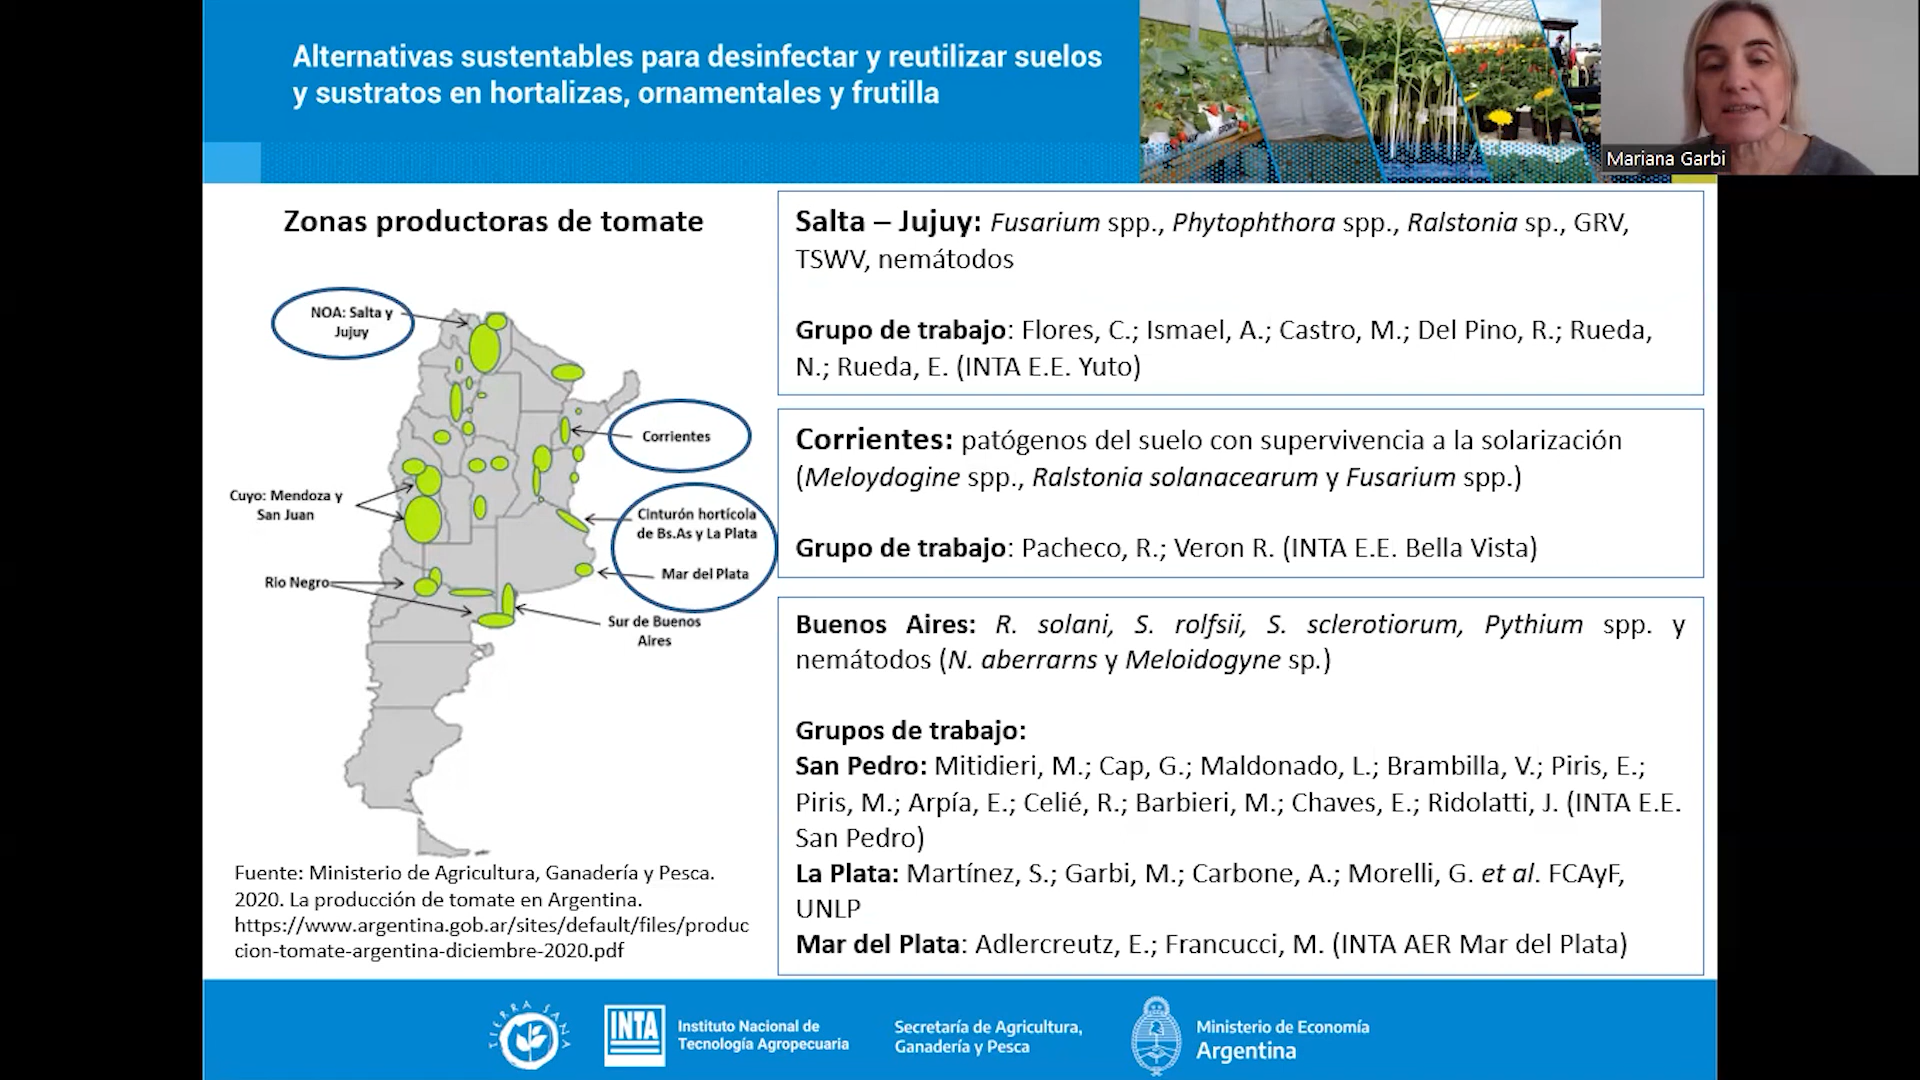 Alternativas sustentables para desinfectar y reutilizar suelos
y sustratos en hortalizas, ornamentales y frutilla
Mariana Garbi
Zonas productoras de tomate
NOA: Salta y
Jujuy
Corrientes
Cuyo: Mendoza y
San Juan
Cinturón hortícola
de Bs.As y La Plata
Mar del Plata
Rio Negro
Sur de Buenos
Aires
Fuente: Ministerio de Agricultura, Ganadería y Pesca.
2020. La producción de tomate en Argentina.
https://www.argentina.gob.ar/sites/default/files/produc
cion-tomate-argentina-diciembre-2020.pdf
Salta – Jujuy: Fusarium spp., Phytophthora spp., Ralstonia sp., GRV,
TSWV, nemátodos
Grupo de trabajo: Flores, C.; Ismael, A.; Castro, M.; Del Pino, R.; Rueda,
N.; Rueda, E. (INTA E.E. Yuto)
Corrientes: patógenos del suelo con supervivencia a la solarización
(Meloydogine spp., Ralstonia solanacearum y Fusarium spp.)
Grupo de trabajo: Pacheco, R.; Veron R. (INTA E.E. Bella Vista)
Buenos Aires: R. solani, S. rolfsii, S. sclerotiorum, Pythium spp. y
nemátodos (N. aberrarns y Meloidogyne sp.)
Grupos de trabajo:
San Pedro: Mitidieri, M.; Cap, G.; Maldonado, L.; Brambilla, V.; Piris, E.;
Piris, M.; Arpía, E.; Celié, R.; Barbieri, M.; Chaves, E.; Ridolatti, J. (INTA E.E.
San Pedro)
La Plata: Martínez, S.; Garbi, M.; Carbone, A.; Morelli, G. et al. FCAyF,
UNLP
Mar del Plata: Adlercreutz, E.; Francucci, M. (INTA AER Mar del Plata)
TIERRA SANA
INTA
Instituto Nacional de
Tecnología Agropecuaria
Secretaría de Agricultura,
Ganadería y Pesca
Ministerio de Economía
Argentina